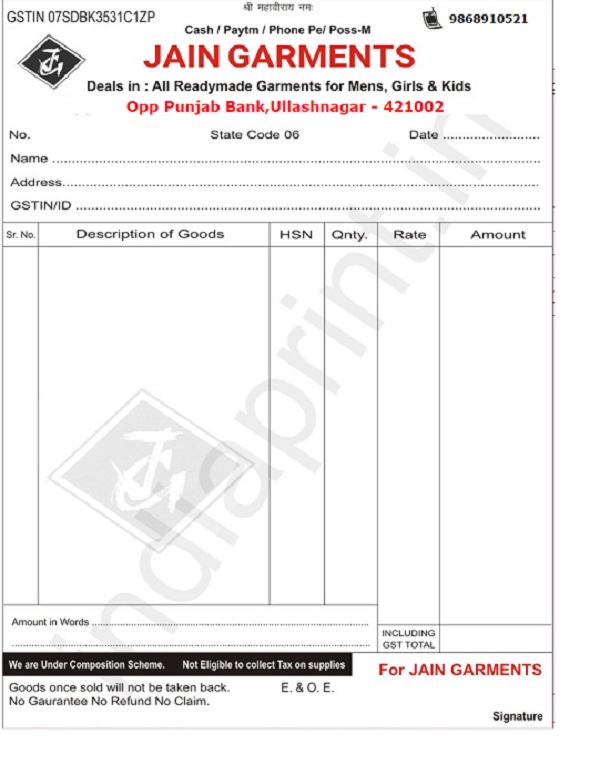 श्री महावीराय नमः
GSTIN 07SDBK3531C1ZP
Cash / Paytm / Phone Pe/ Poss-M
9868910521
JG
JAIN GARMENTS
Deals in : All Readymade Garments for Mens, Girls & Kids
Opp Punjab Bank,Ullashnagar - 421002
No. State Code 06 Date ..........................
Name ..........................
Address..........................
GSTIN/ID ..........................
Sr. No. Description of Goods HSN Qnty. Rate Amount
JG
indiaprint.in
Amount in Words ..........................
INCLUDING
GST TOTAL
We are Under Composition Scheme. Not Eligible to collect Tax on supplies
For JAIN GARMENTS
Goods once sold will not be taken back. E. & O. E.
No Gaurantee No Refund No Claim.
Signature